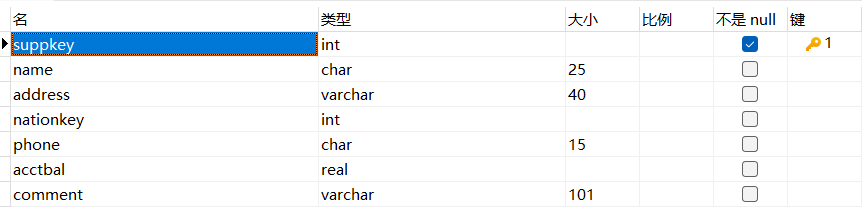 名 类型 大小 比例 不是 null 键
suppkey int 1
name char 25
address varchar 40
nationkey int
phone char 15
acctbal real
comment varchar 101